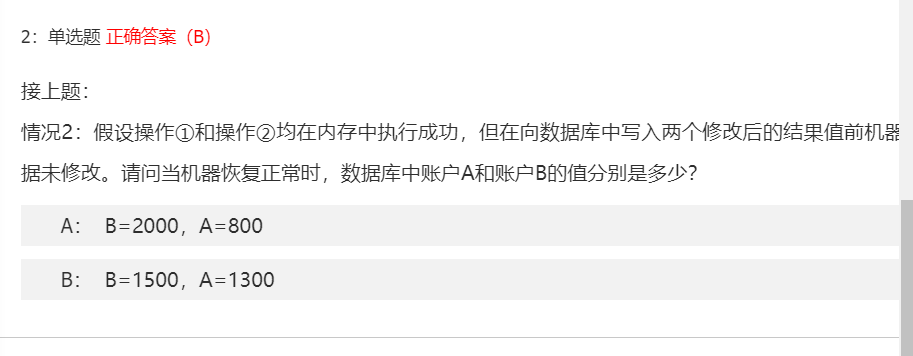 2：单选题 正确答案（B）
接上题：
情况2：假设操作①和操作②均在内存中执行成功，但在向数据库中写入两个修改后的结果值前机器
据未修改。请问当机器恢复正常时，数据库中账户A和账户B的值分别是多少？
A： B=2000，A=800
B： B=1500，A=1300